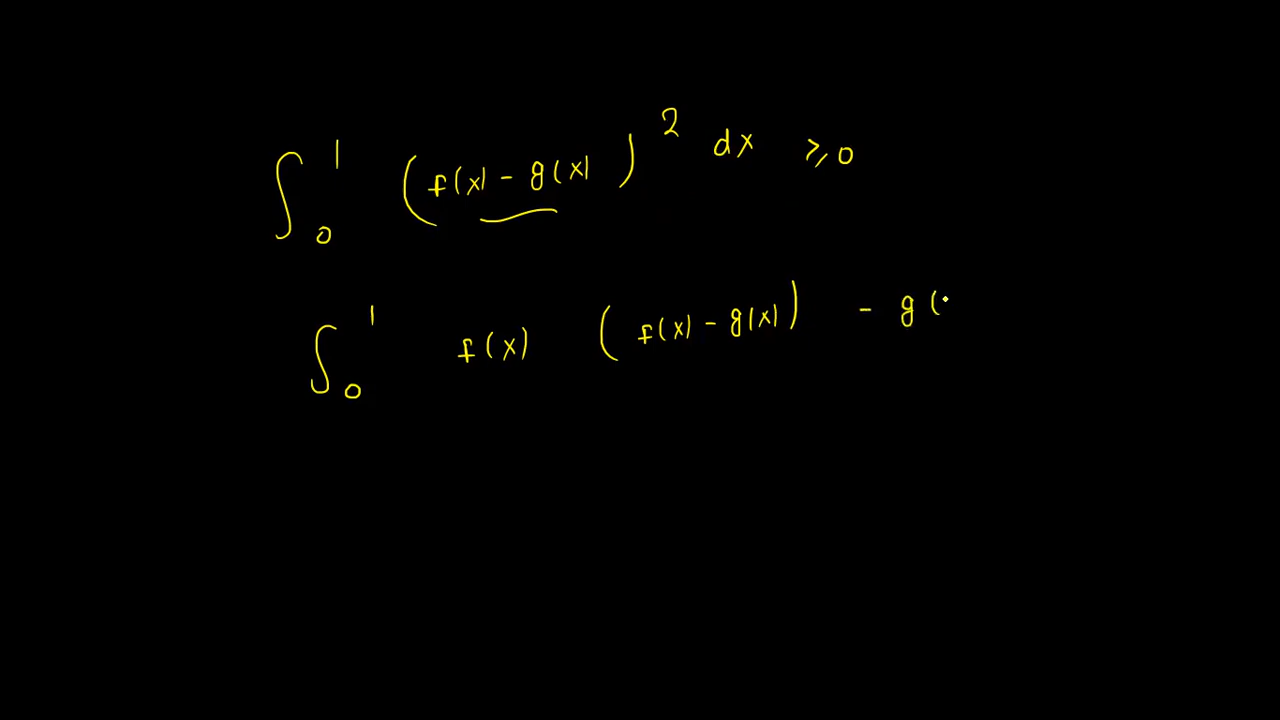 ∫₀¹ (f(x) - g(x))² dx ≥ 0
∫₀¹ f(x) (f(x) - g(x)) - g(